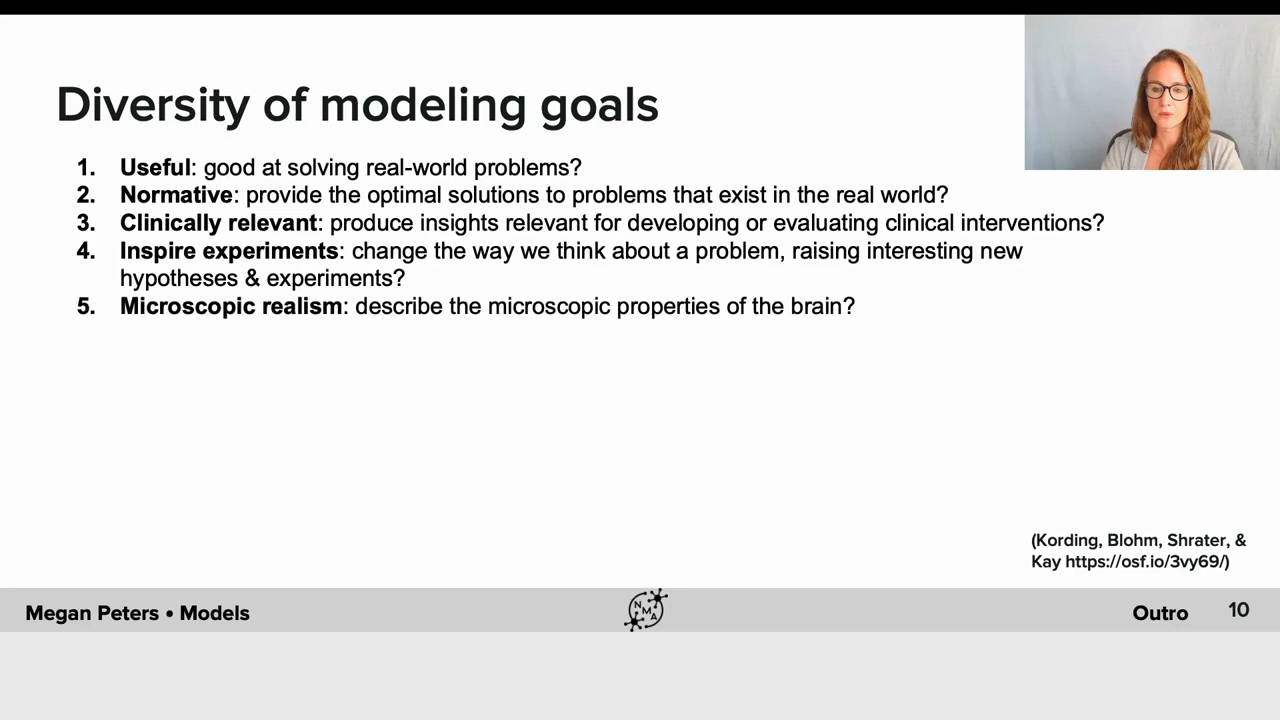 Diversity of modeling goals
1. Useful: good at solving real-world problems?
2. Normative: provide the optimal solutions to problems that exist in the real world?
3. Clinically relevant: produce insights relevant for developing or evaluating clinical interventions?
4. Inspire experiments: change the way we think about a problem, raising interesting new
hypotheses & experiments?
5. Microscopic realism: describe the microscopic properties of the brain?
(Kording, Blohm, Shrater, &
Kay https://osf.io/3vy69/)
Megan Peters • Models
NMA
Outro
10